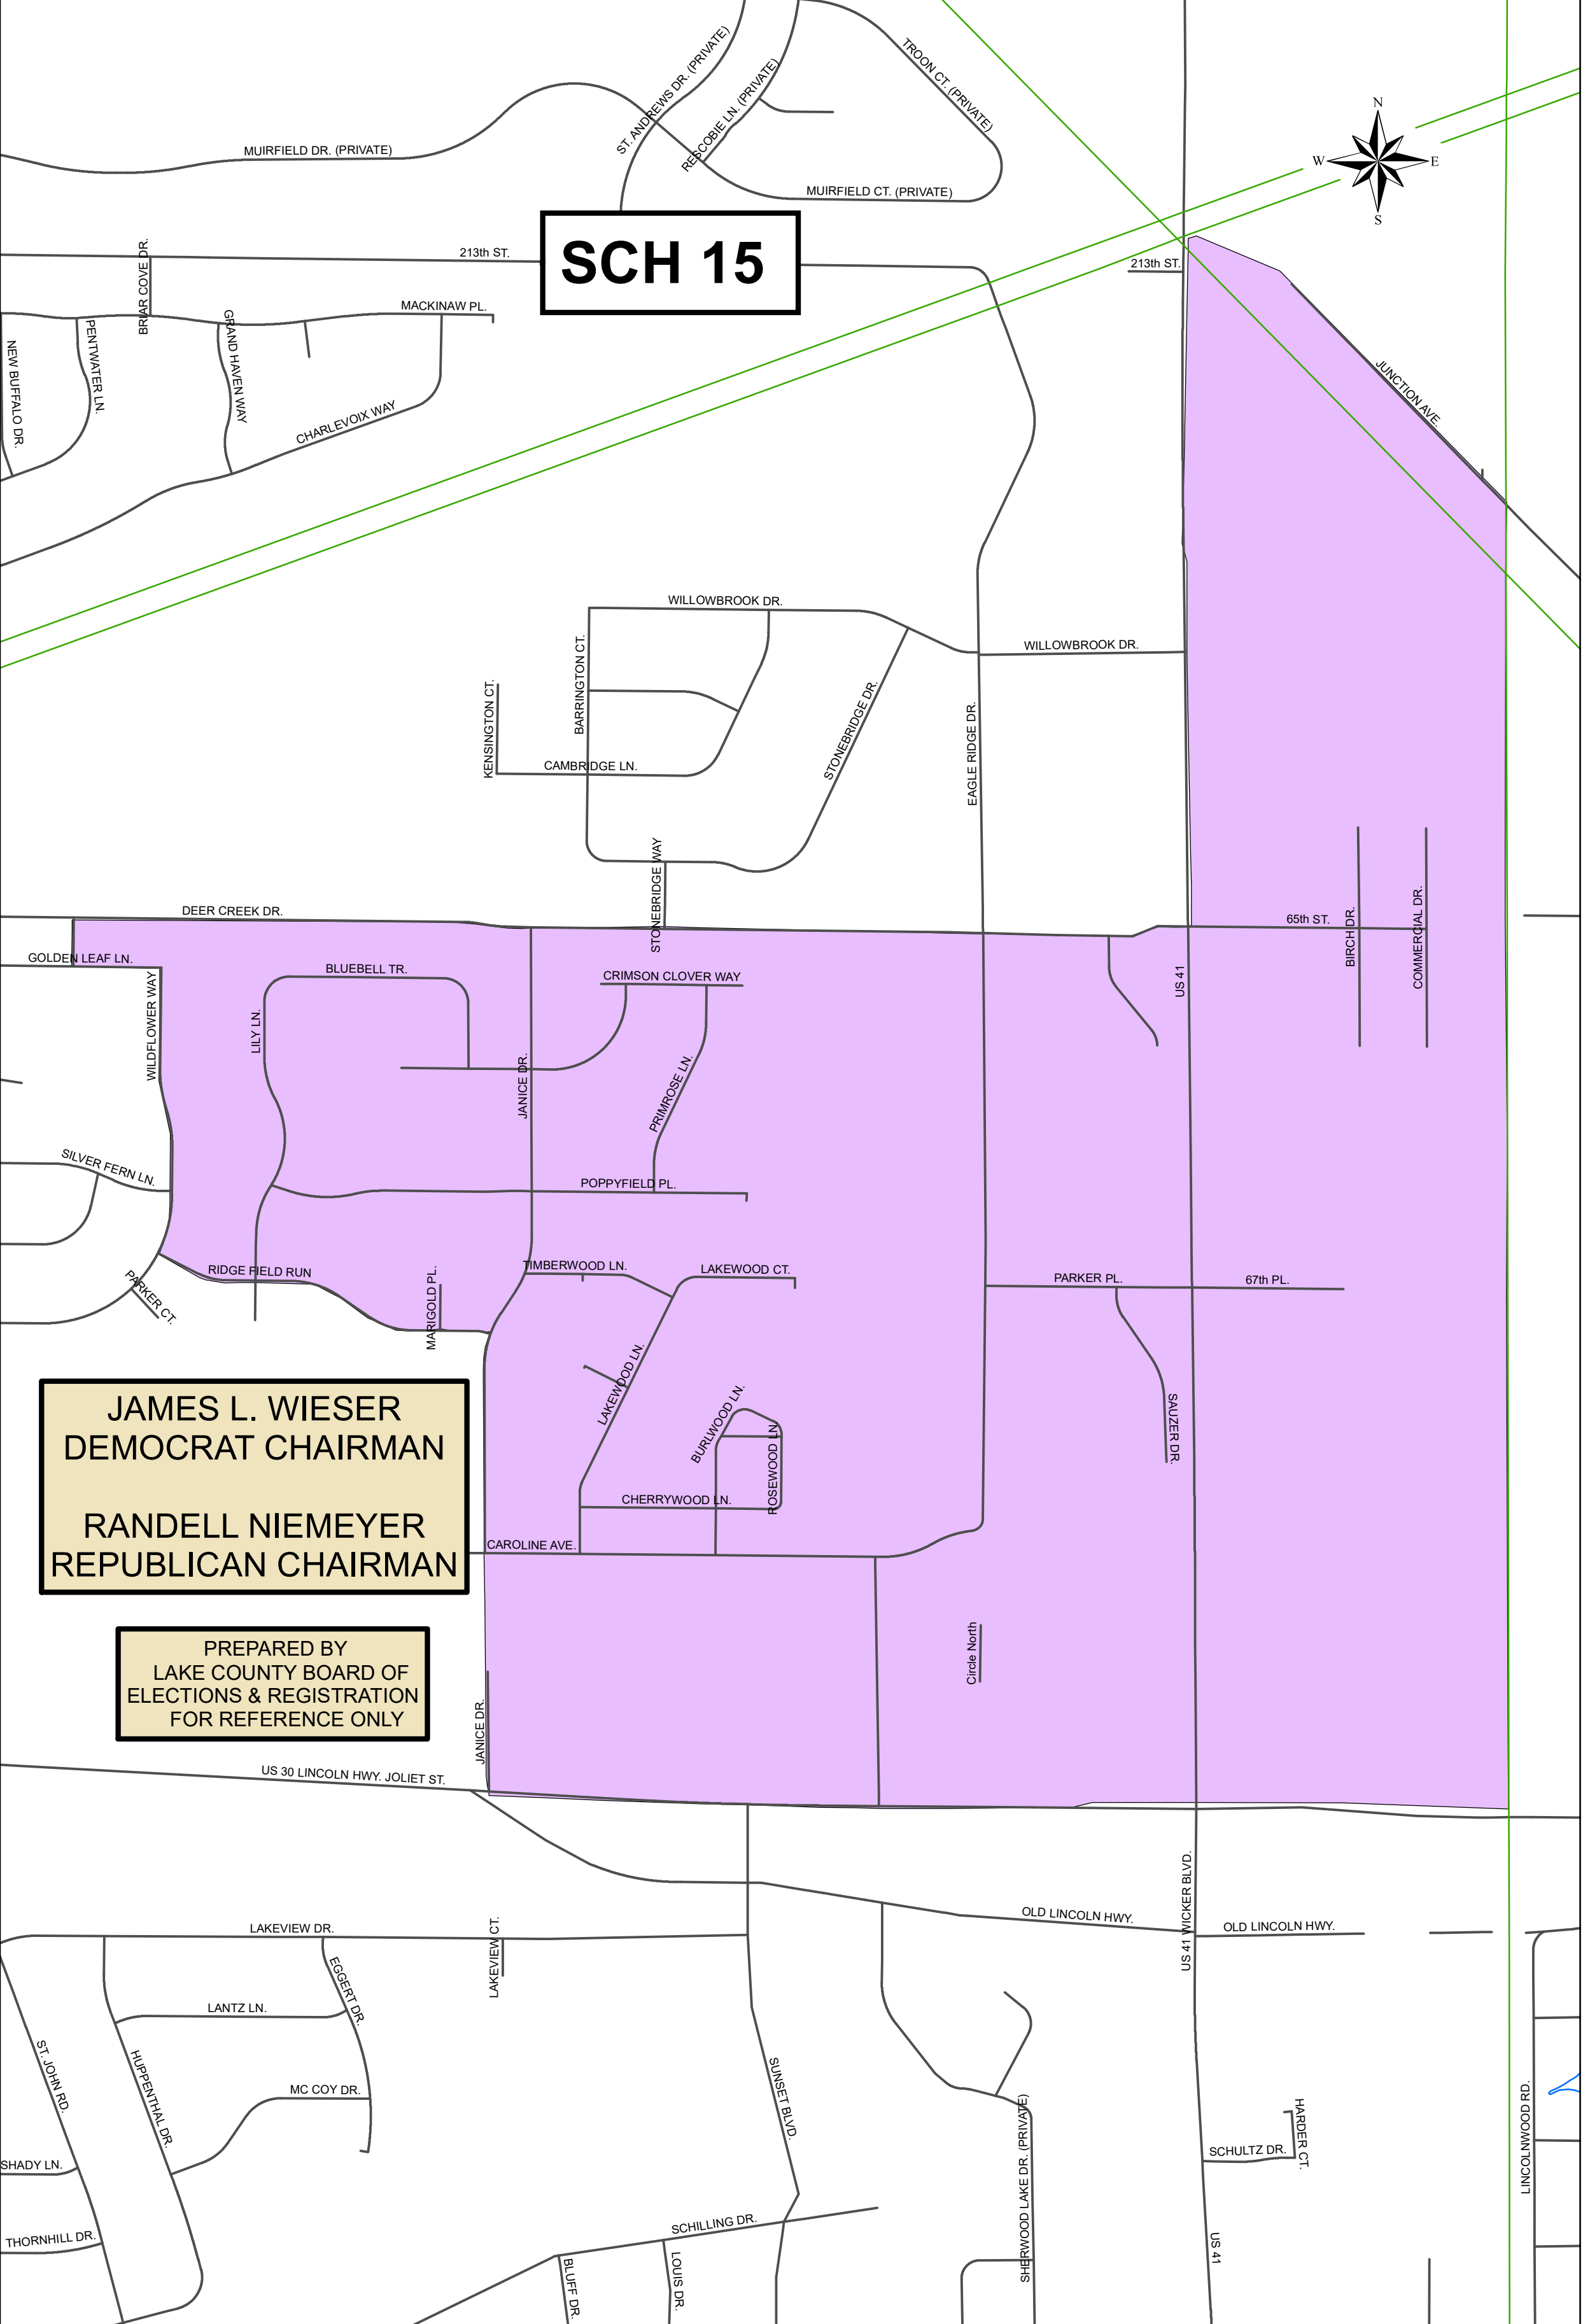 ST. ANDREWS DR. (PRIVATE)
RESCOBIE LN. (PRIVATE)
TROON CT. (PRIVATE)
MUIRFIELD DR. (PRIVATE)
MUIRFIELD CT. (PRIVATE)
N
W
E
S
SCH 15
213th ST.
213th ST.
BRIAR COVE DR.
MACKINAW PL.
NEW BUFFALO DR.
PENTWATER LN.
GRAND HAVEN WAY
CHARLEVOIX WAY
JUNCTION AVE.
WILLOWBROOK DR.
WILLOWBROOK DR.
BARRINGTON CT.
KENSINGTON CT.
CAMBRIDGE LN.
STONEBRIDGE DR.
EAGLE RIDGE DR.
STONEBRIDGE WAY
DEER CREEK DR.
65th ST.
BIRCH DR.
COMMERCIAL DR.
GOLDEN LEAF LN.
WILDFLOWER WAY
BLUEBELL TR.
LILY LN.
CRIMSON CLOVER WAY
US 41
JANICE DR.
PRIMROSE LN.
SILVER FERN LN.
POPPYFIELD PL.
RIDGE FIELD RUN
PARKER CT.
MARIGOLD PL.
TIMBERWOOD LN.
LAKEWOOD CT.
PARKER PL.
67th PL.
LAKEWOOD LN.
BURLWOOD LN.
ROSEWOOD LN.
SAUZER DR.
CHERRYWOOD LN.
CAROLINE AVE.
JAMES L. WIESER
DEMOCRAT CHAIRMAN
RANDELL NIEMEYER
REPUBLICAN CHAIRMAN
PREPARED BY
LAKE COUNTY BOARD OF
ELECTIONS & REGISTRATION
FOR REFERENCE ONLY
Circle North
JANICE DR.
US 30 LINCOLN HWY. JOLIET ST.
US 41 WICKER BLVD.
OLD LINCOLN HWY.
OLD LINCOLN HWY.
LAKEVIEW DR.
LAKEVIEW CT.
EGGERT DR.
LANTZ LN.
ST. JOHN RD.
HUPPENTHAL DR.
MC COY DR.
SUNSET BLVD.
SHERWOOD LAKE DR. (PRIVATE)
HARDER CT.
SCHULTZ DR.
LINCOLNWOOD RD.
SHADY LN.
THORNHILL DR.
SCHILLING DR.
BLUFF DR.
LOUIS DR.
US 41